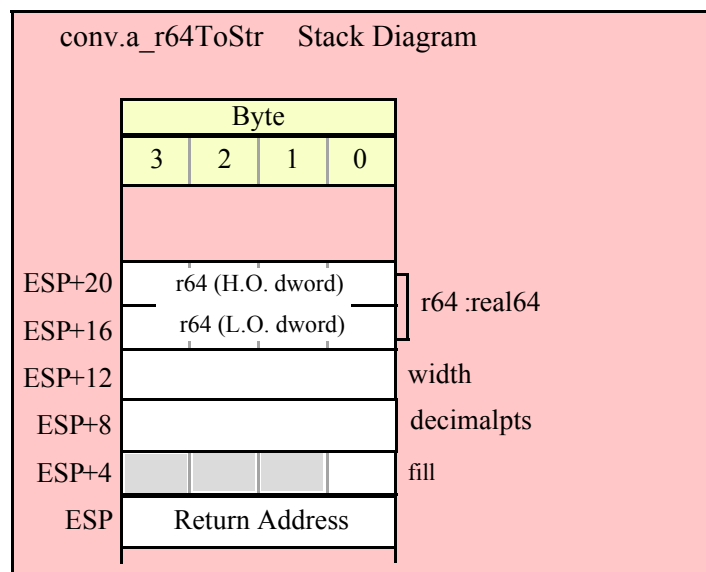 conv.a_r64ToStr Stack Diagram
Byte
3 2 1 0
ESP+20 r64 (H.O. dword)
r64 :real64
ESP+16 r64 (L.O. dword)
ESP+12 width
ESP+8 decimalpts
ESP+4 fill
ESP Return Address